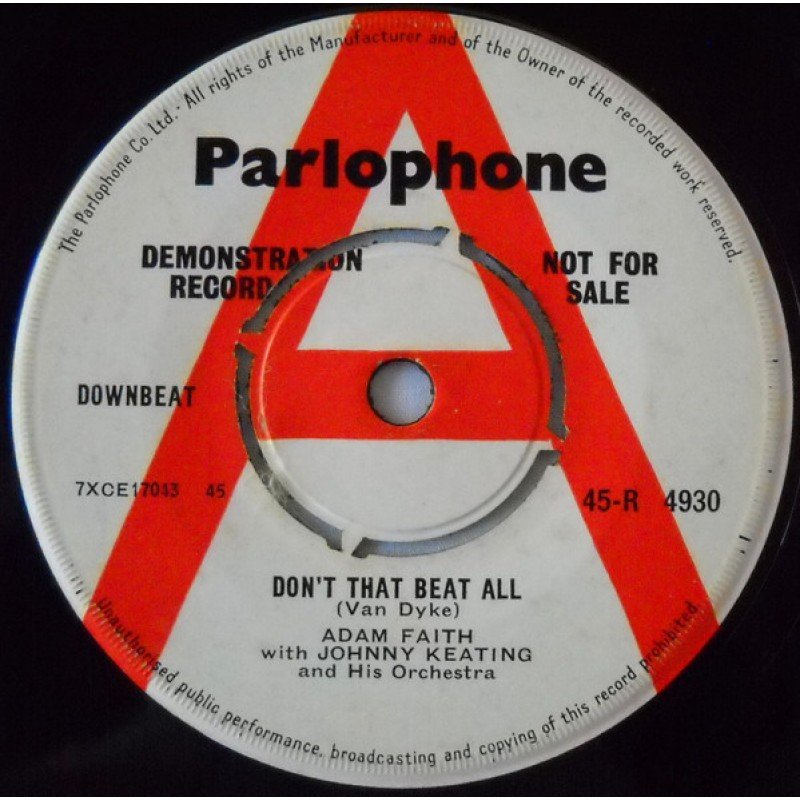 The Parlophone Co. Ltd. · All rights of the Manufacturer and of the Owner of the recorded work reserved.
Parlophone
DEMONSTRATION
RECORD
NOT FOR
SALE
DOWNBEAT
7XCE17043 45
45-R 4930
DON'T THAT BEAT ALL
(Van Dyke)
ADAM FAITH
with JOHNNY KEATING
and His Orchestra
Unauthorised public performance, broadcasting and copying of this record prohibited.
A